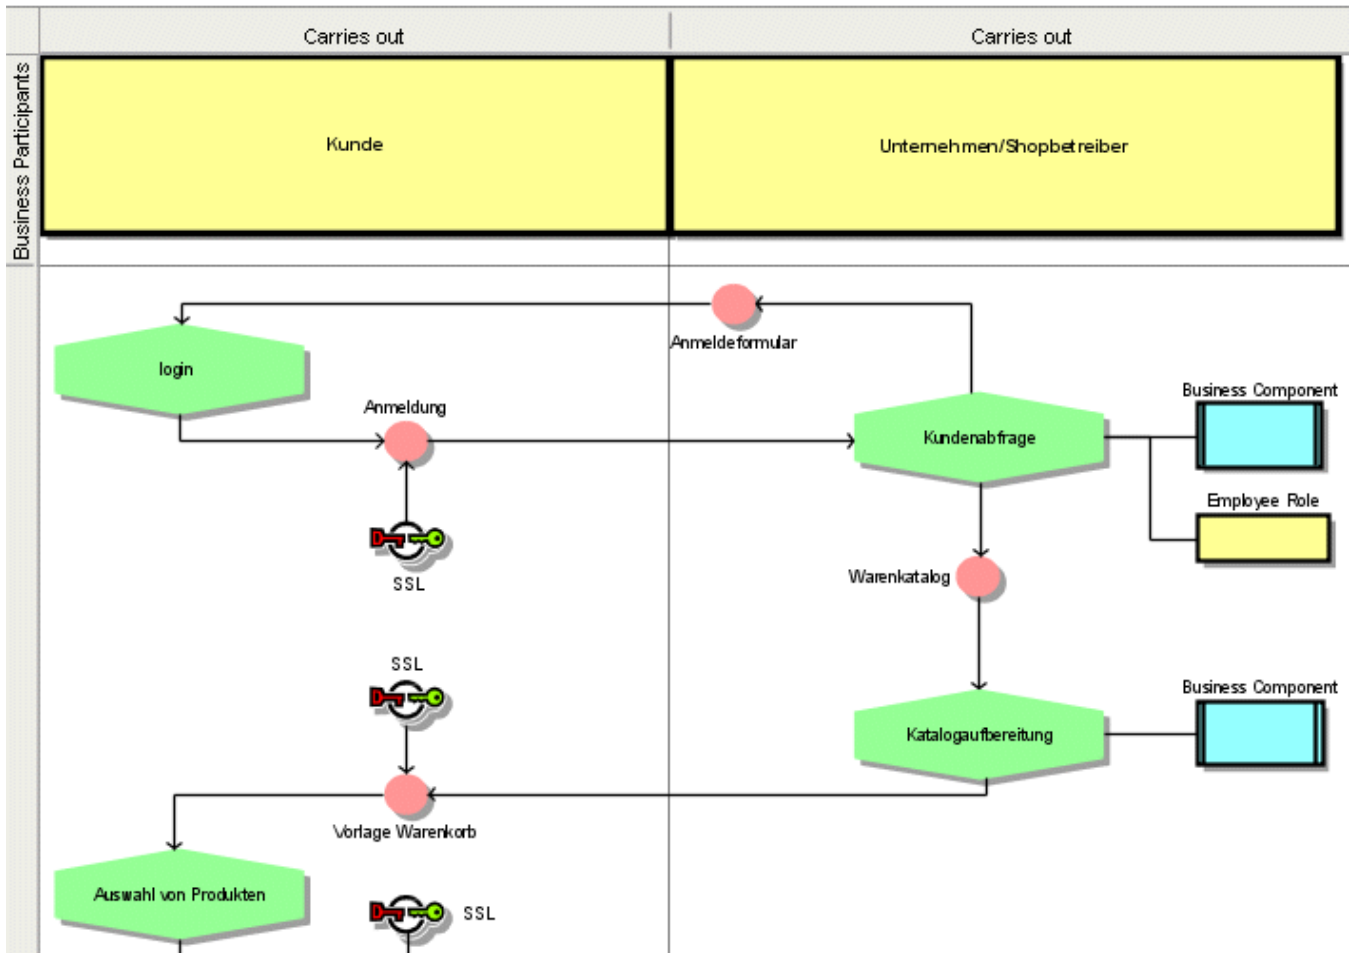 Carries out
Carries out
Business Participants
Kunde
Unternehmen/Shopbetreiber
Anmeldeformular
login
Anmeldung
Kundenabfrage
Business Component
Employee Role
SSL
Warenkatalog
SSL
Business Component
Katalogaufbereitung
Vorlage Warenkorb
Auswahl von Produkten
SSL